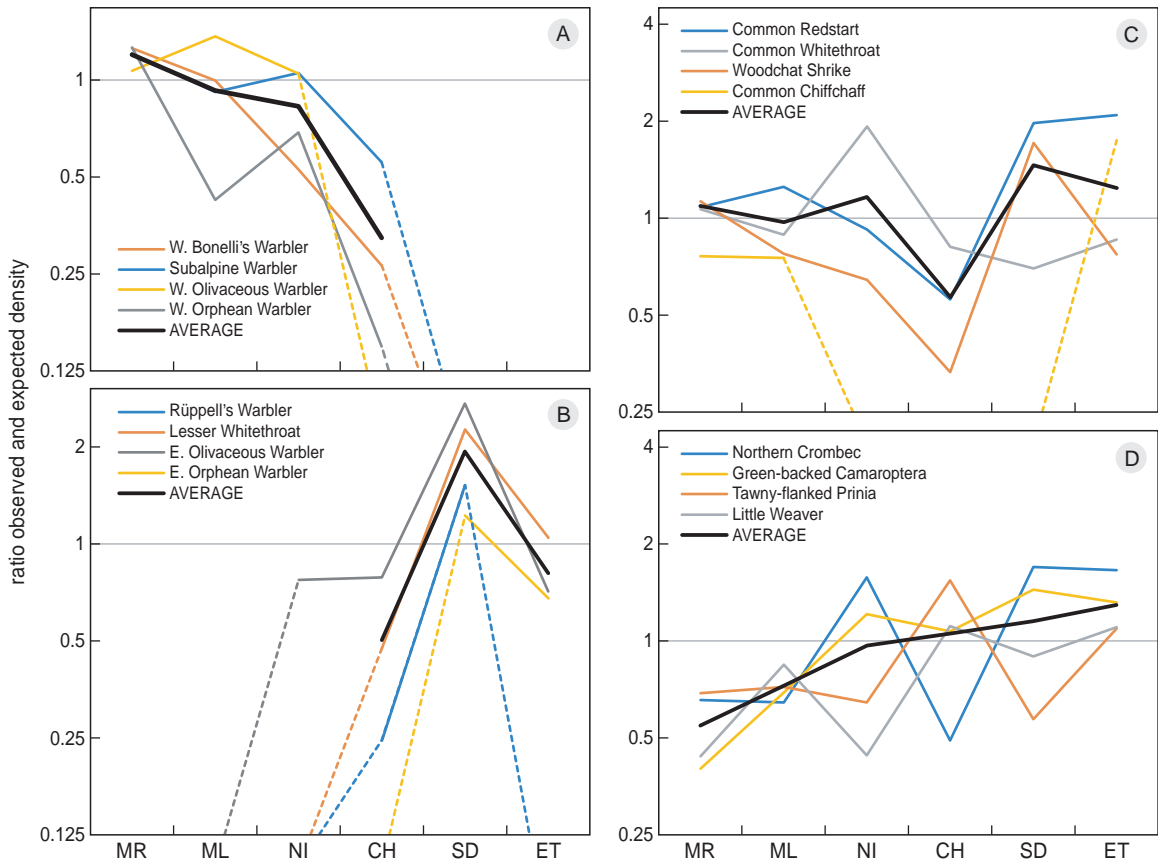 ratio observed and expected density
A
1
0.5
0.25
0.125
W. Bonelli's Warbler
Subalpine Warbler
W. Olivaceous Warbler
W. Orphean Warbler
AVERAGE
B
2
1
0.5
0.25
0.125
Rüppell's Warbler
Lesser Whitethroat
E. Olivaceous Warbler
E. Orphean Warbler
AVERAGE
MR ML NI CH SD ET
C
4
2
1
0.5
0.25
Common Redstart
Common Whitethroat
Woodchat Shrike
Common Chiffchaff
AVERAGE
D
4
2
1
0.5
0.25
Northern Crombec
Green-backed Camaroptera
Tawny-flanked Prinia
Little Weaver
AVERAGE
MR ML NI CH SD ET